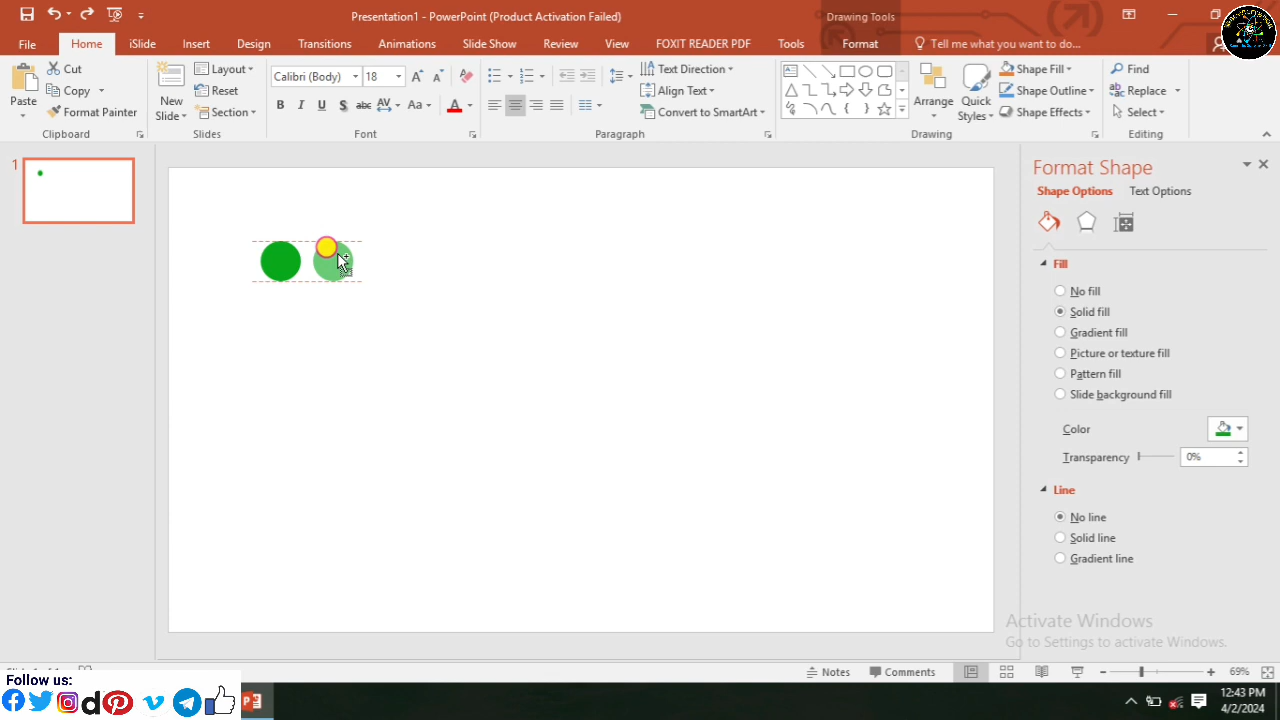 Presentation1 - PowerPoint (Product Activation Failed)
Drawing Tools
File
Home
iSlide
Insert
Design
Transitions
Animations
Slide Show
Review
View
FOXIT READER PDF
Tools
Format
Tell me what you want to do...
Paste
Cut
Copy
Format Painter
Clipboard
New
Slide
Layout
Reset
Section
Slides
Calibri (Body)
18
B I U S abc AV Aa A
Font
Text Direction
Align Text
Convert to SmartArt
Paragraph
Arrange
Quick
Styles
Shape Fill
Shape Outline
Shape Effects
Drawing
Find
Replace
Select
Editing
1
Format Shape
Shape Options
Text Options
Fill
No fill
Solid fill
Gradient fill
Picture or texture fill
Pattern fill
Slide background fill
Color
Transparency
0%
Line
No line
Solid line
Gradient line
Activate Windows
Go to Settings to activate Windows.
Notes
Comments
69%
Follow us:
12:43 PM
4/2/2024